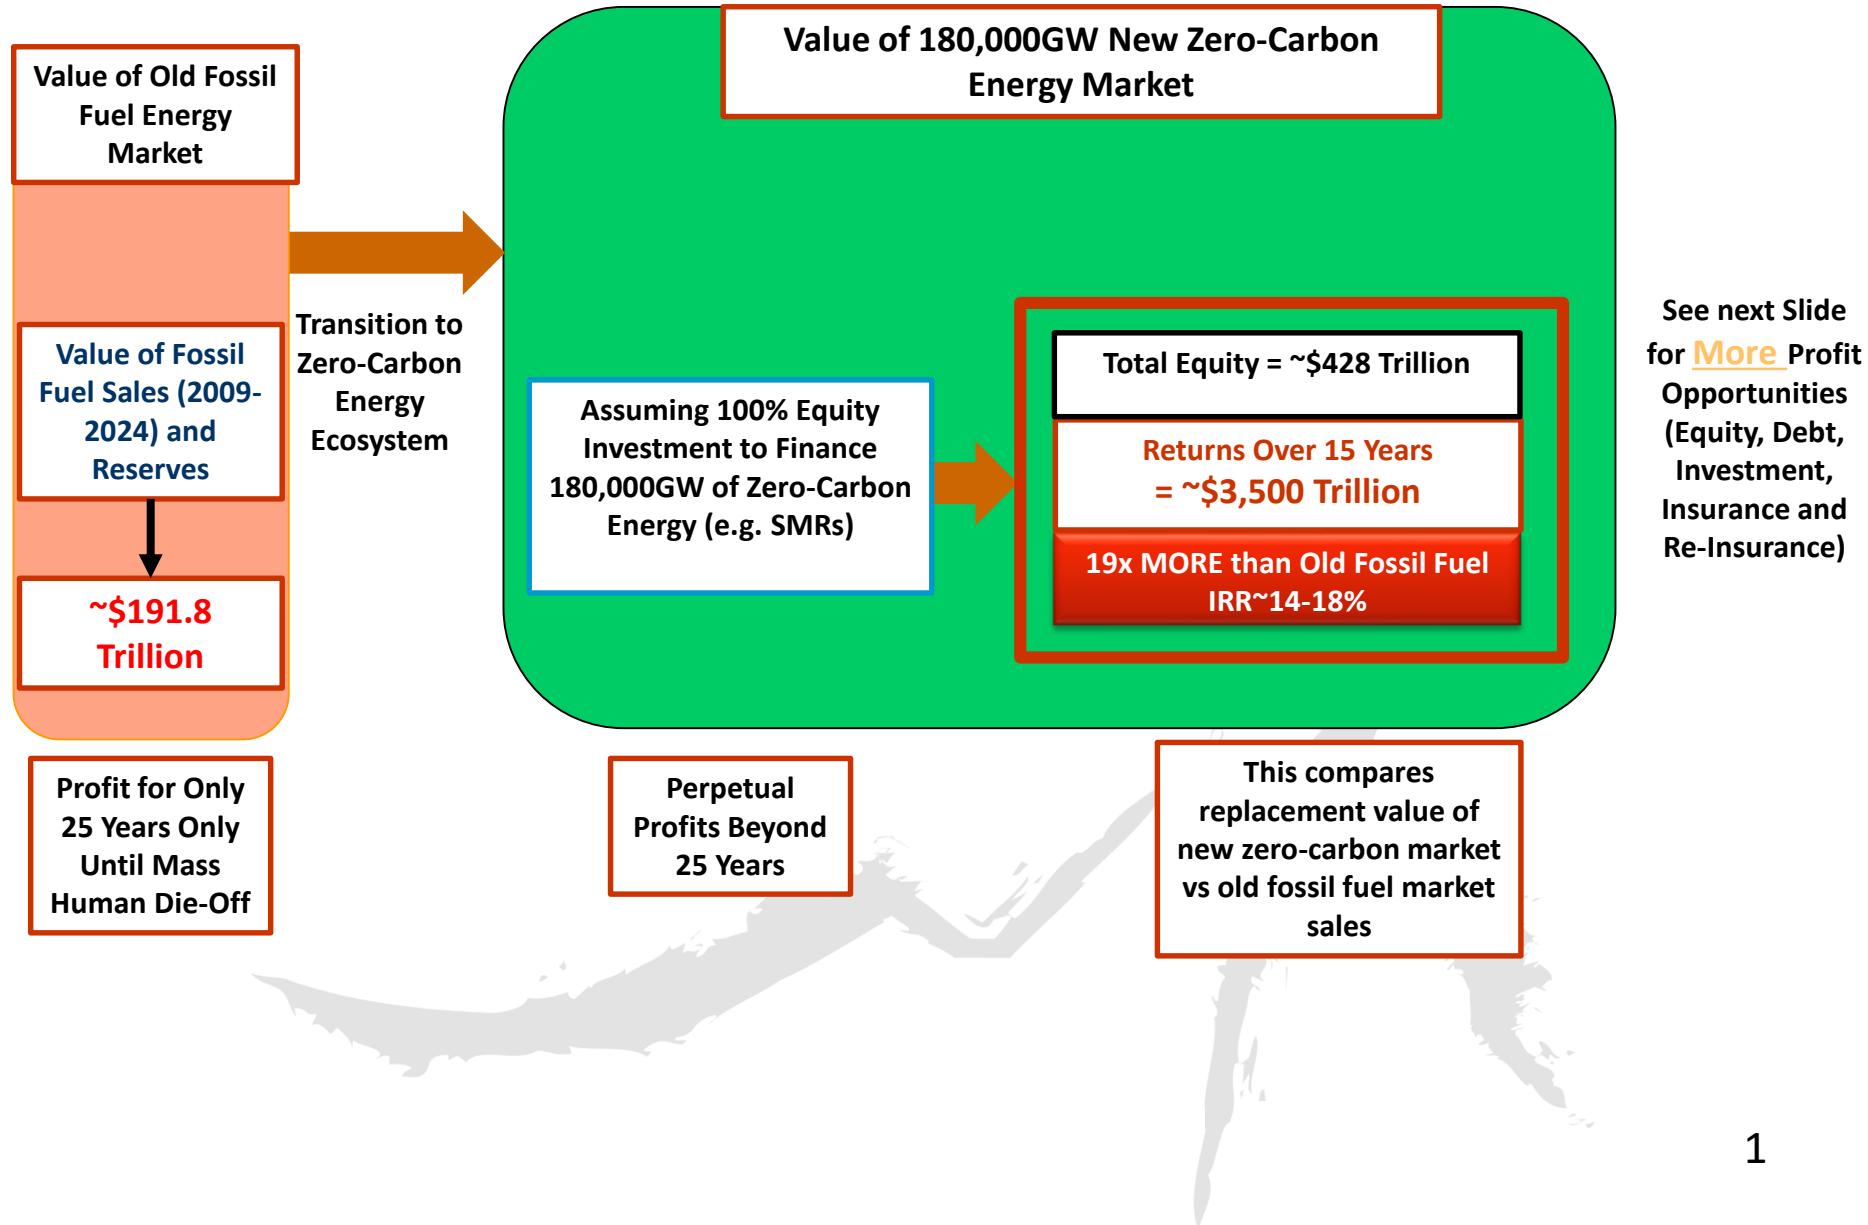 Value of Old Fossil
Fuel Energy
Market
Value of Fossil
Fuel Sales (2009-
2024) and
Reserves
~$191.8
Trillion
Profit for Only
25 Years Only
Until Mass
Human Die-Off
Transition to
Zero-Carbon
Energy
Ecosystem
Value of 180,000GW New Zero-Carbon
Energy Market
Assuming 100% Equity
Investment to Finance
180,000GW of Zero-Carbon
Energy (e.g. SMRs)
Total Equity = ~$428 Trillion
Returns Over 15 Years
= ~$3,500 Trillion
19x MORE than Old Fossil Fuel
IRR~14-18%
Perpetual
Profits Beyond
25 Years
This compares
replacement value of
new zero-carbon market
vs old fossil fuel market
sales
See next Slide
for More Profit
Opportunities
(Equity, Debt,
Investment,
Insurance and
Re-Insurance)
1